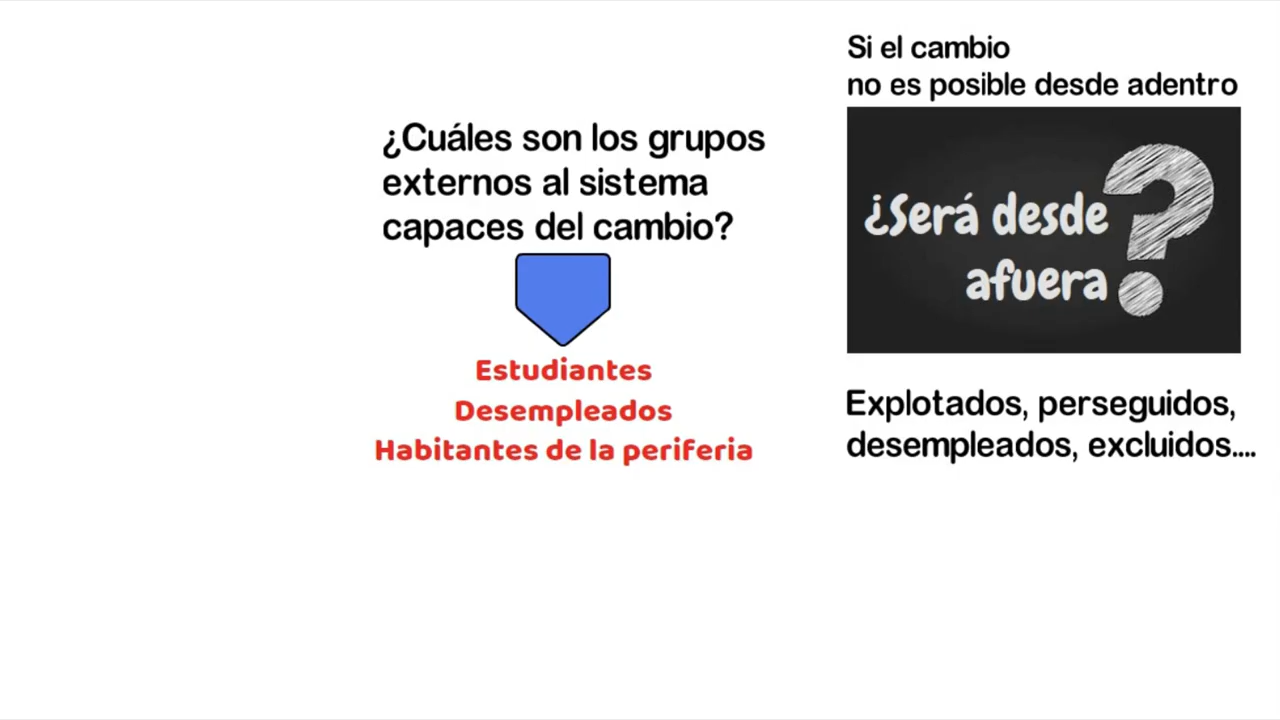 ¿Cuáles son los grupos
externos al sistema
capaces del cambio?
Estudiantes
Desempleados
Habitantes de la periferia
Si el cambio
no es posible desde adentro
¿Será desde
afuera?
Explotados, perseguidos,
desempleados, excluidos....